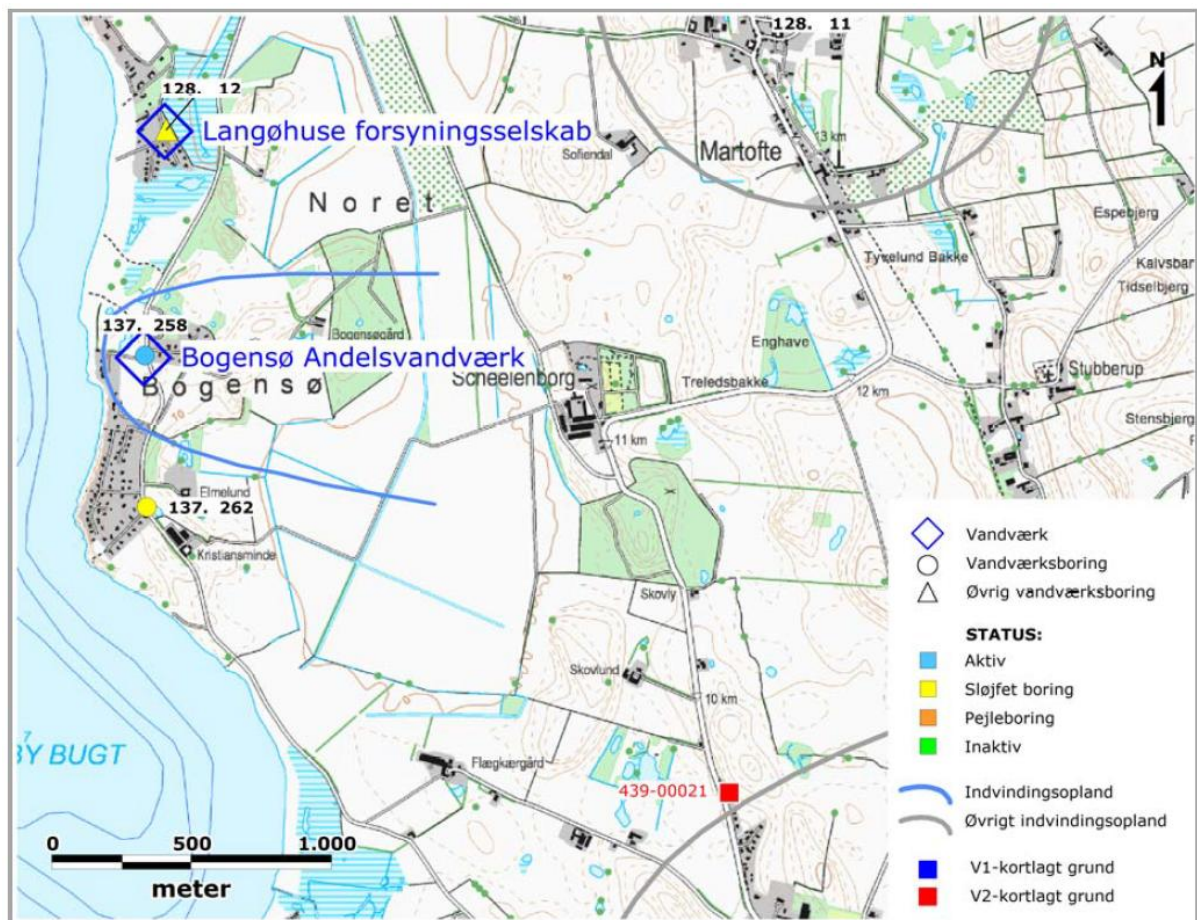 128. 11
128. 12
N
Langøhuse forsyningsselskab
Sofiendal
Martofte
13 km
Noret
Espebjerg
Tyvelund Bakke
Kalvsbar
Tidselbjerg
137. 258
Bogensøgård
Bogensø Andelsvandværk
Enghave
Bogensø
Scheelenborg
Treledsbakke
Stubberup
12 km
Stensbjerg
11 km
Elmelund
137. 262
Kristiansminde
Vandværk
Vandværksboring
Øvrig vandværksboring
Skovly
STATUS:
Aktiv
Skovlund
Sløjfet boring
10 km
Pejleboring
Inaktiv
7
BY BUGT
Flægkærgård
439-00021
Indvindingsopland
Øvrigt indvindingsopland
0 500 1.000
meter
V1-kortlagt grund
V2-kortlagt grund